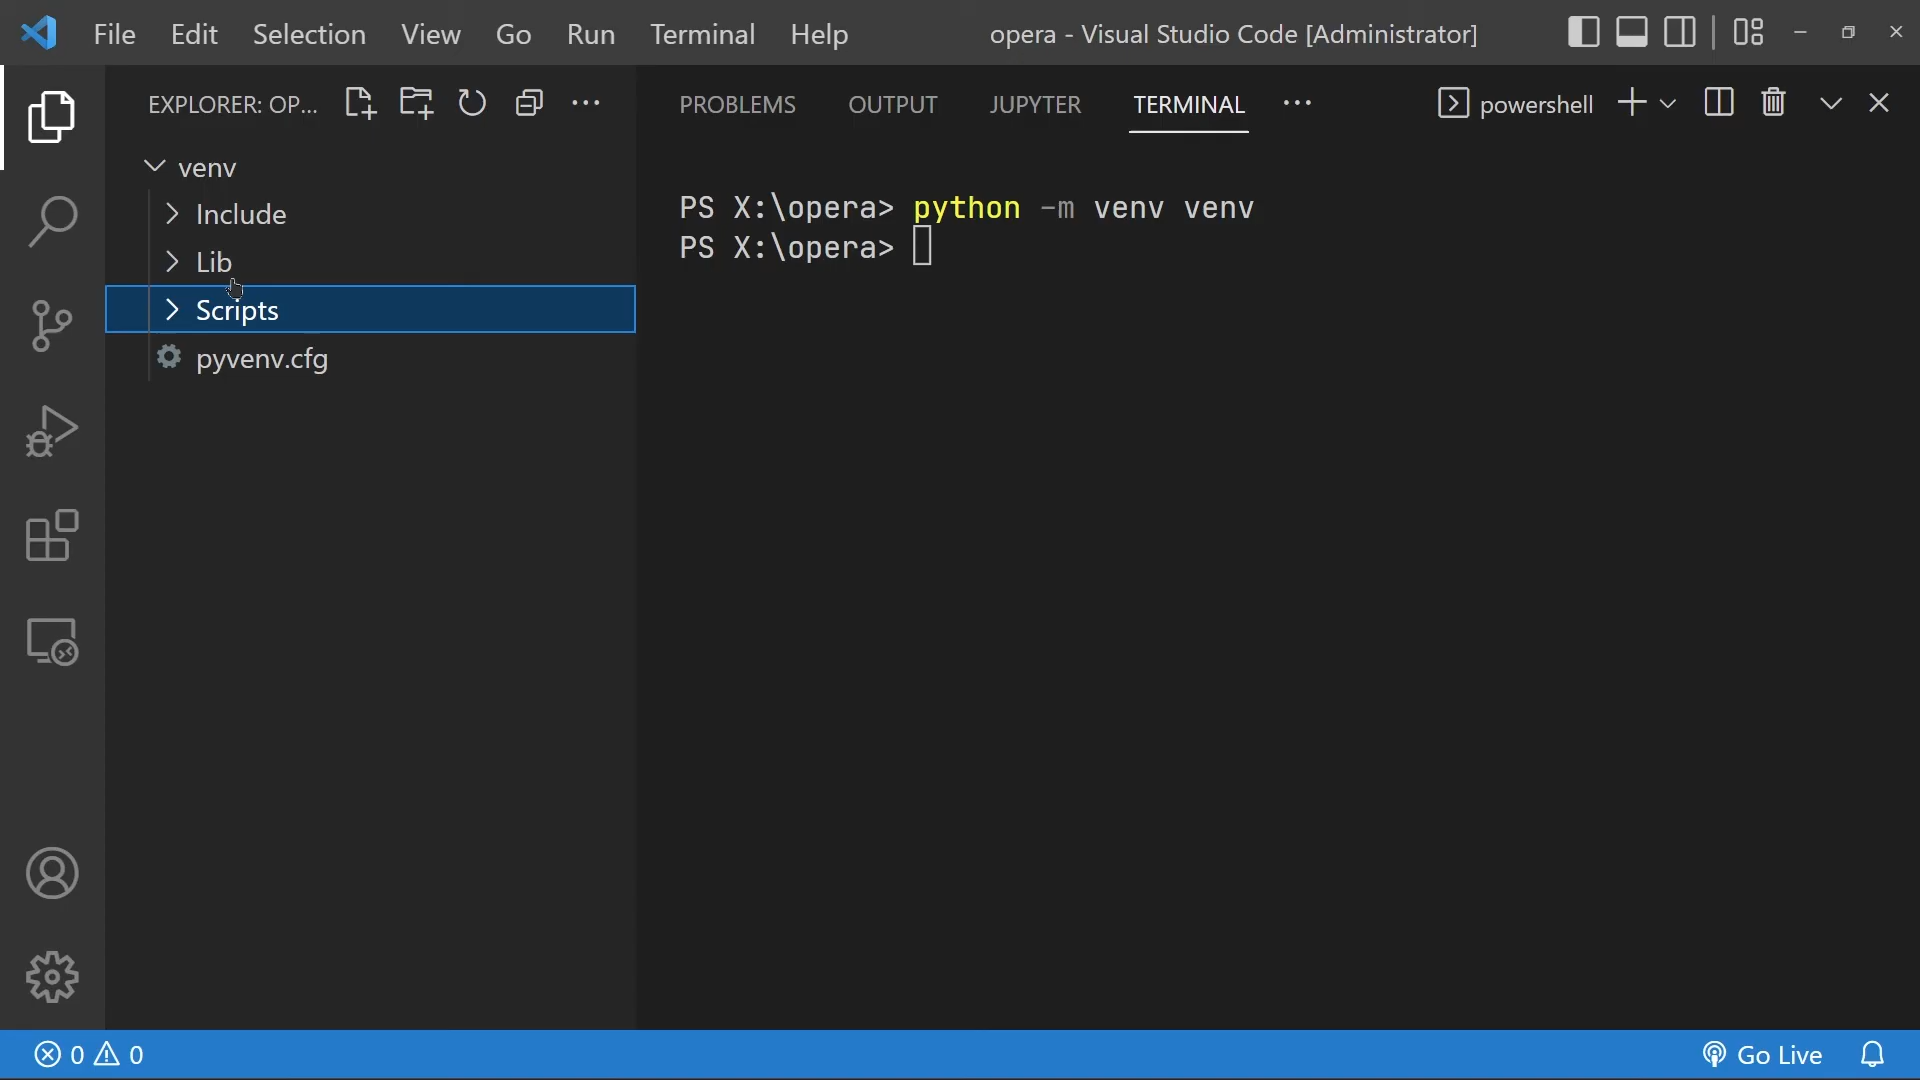 File Edit Selection View Go Run Terminal Help opera - Visual Studio Code [Administrator]
EXPLORER: OP...
PROBLEMS OUTPUT JUPYTER TERMINAL ... powershell
venv
Include
Lib
Scripts
pyvenv.cfg
PS X:\opera> python -m venv venv
PS X:\opera>
0 0 Go Live